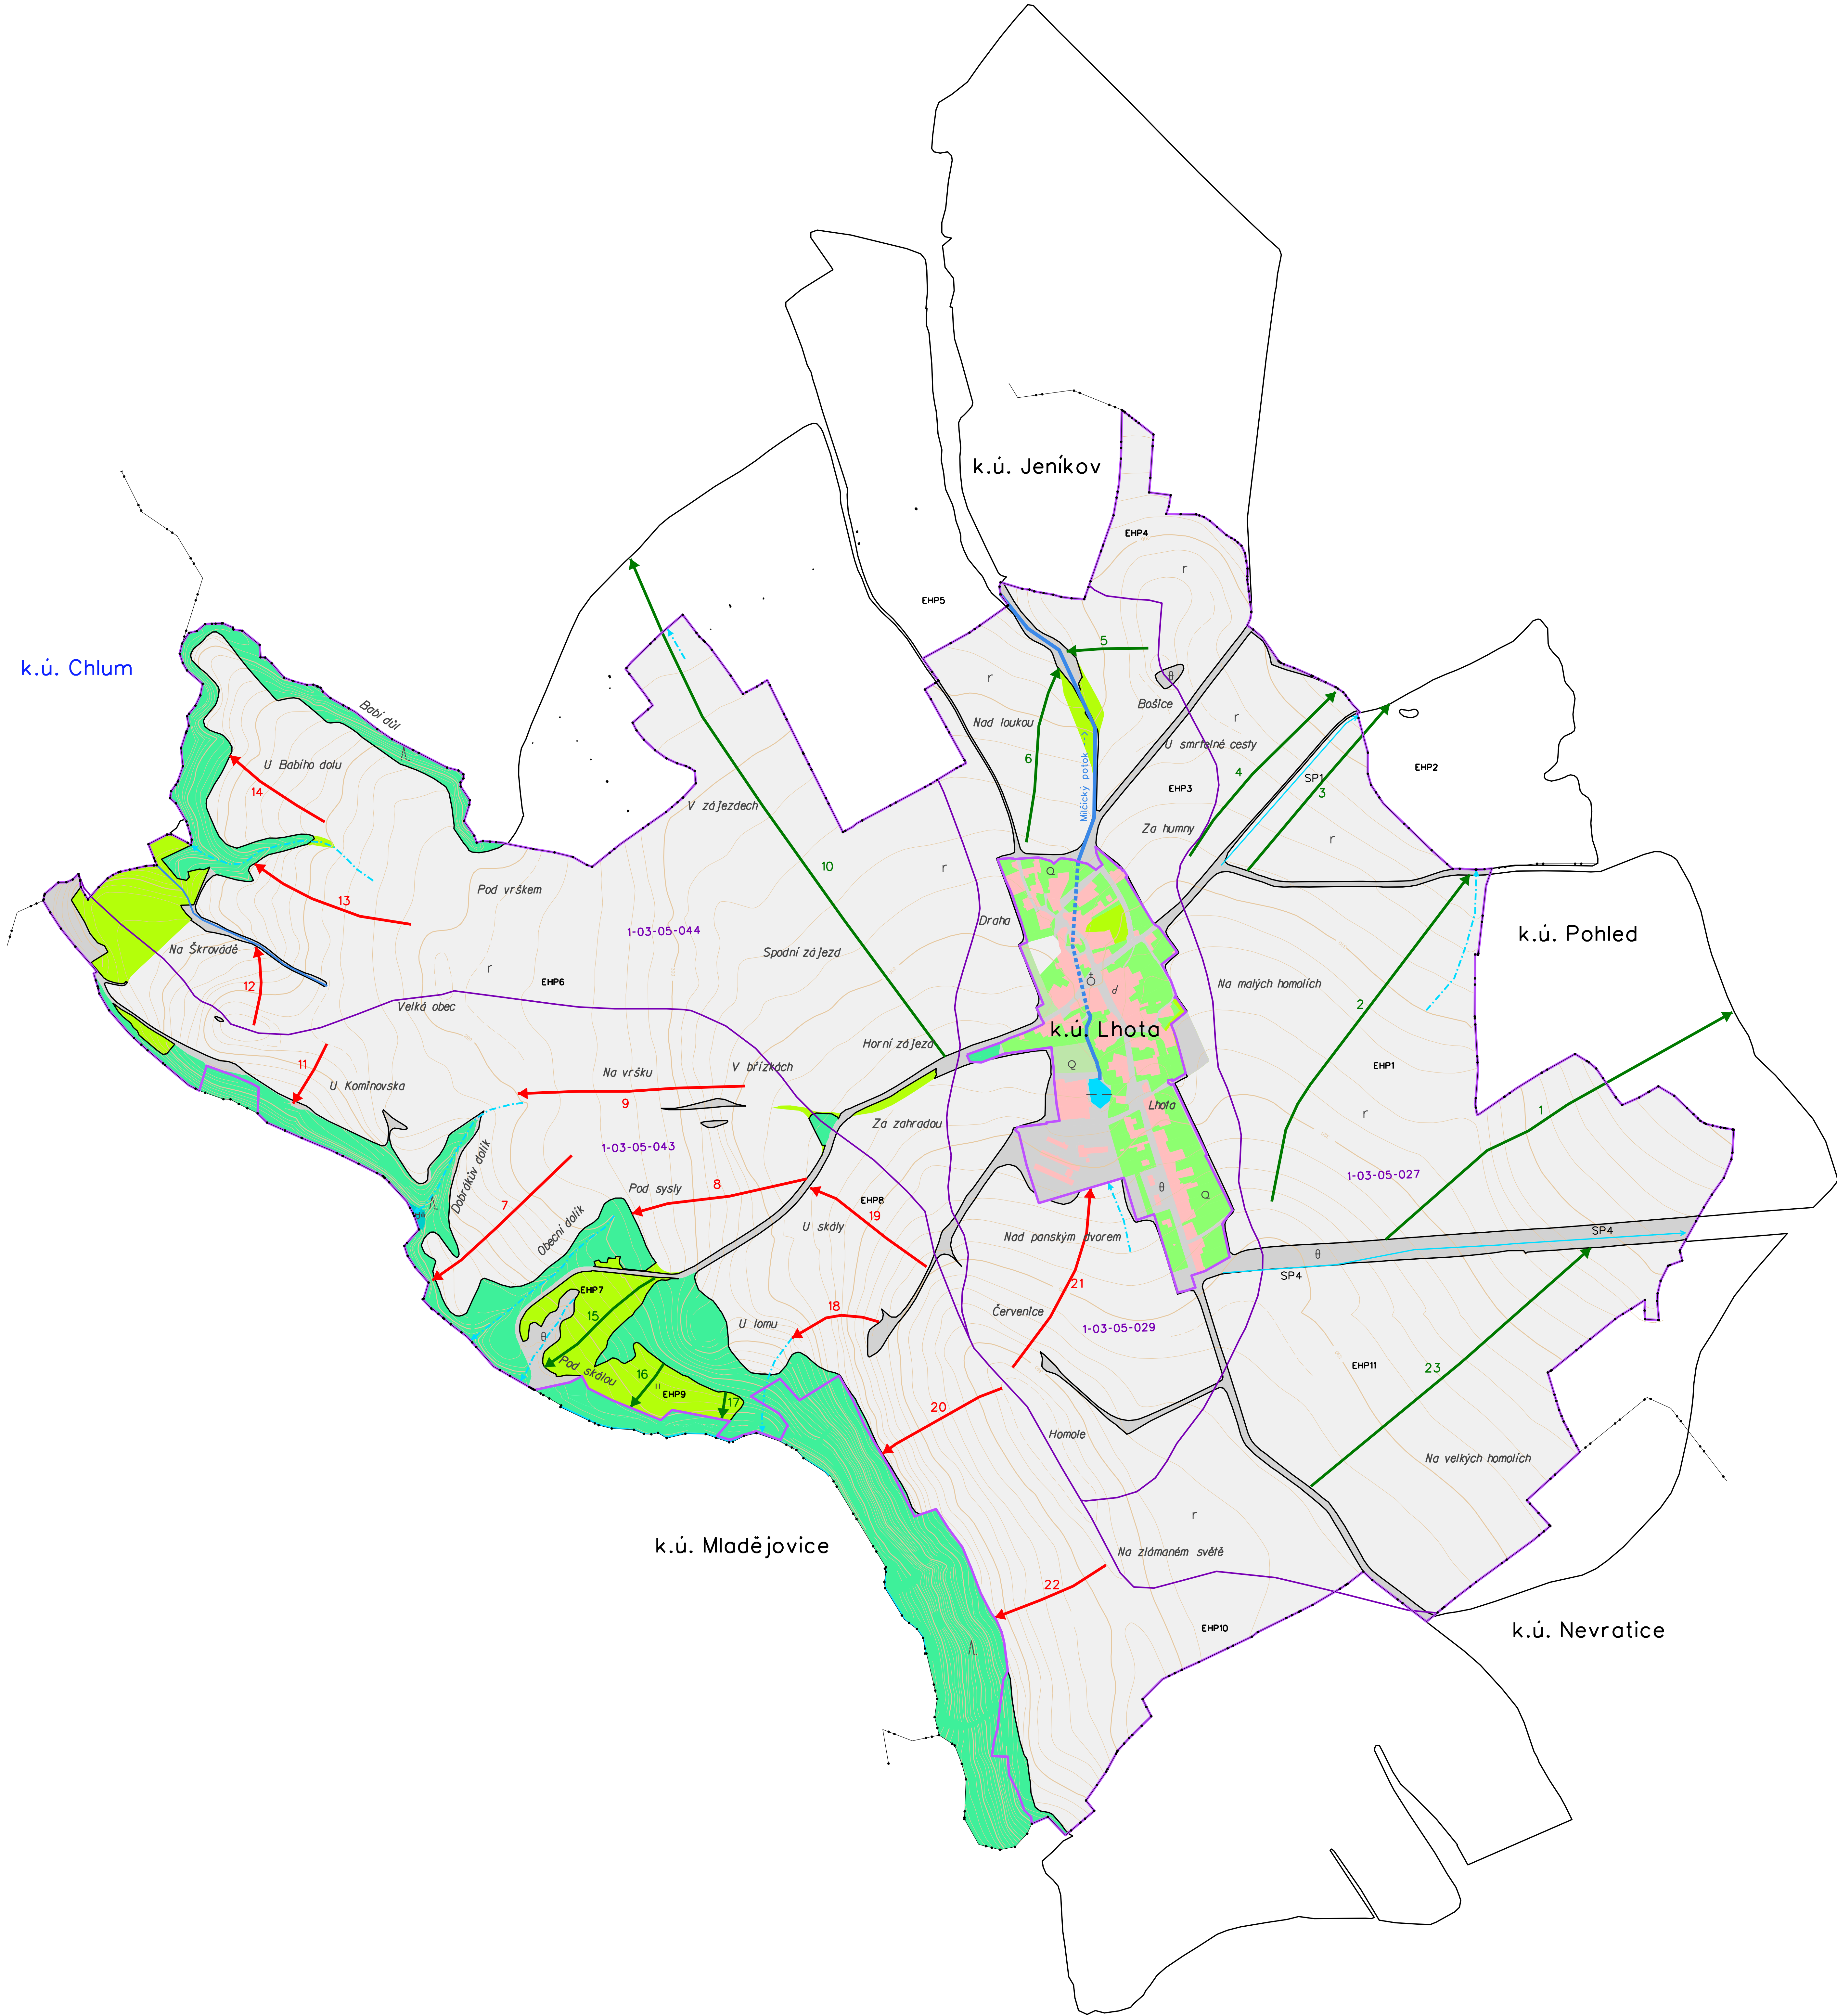 k.ú. Jeníkov
EHP4
r
EHP5
5
k.ú. Chlum
r
θ
Bošice
Babí důl
Nad loukou
r
U smrtelné cesty
6
4
U Babího dolu
EHP2
SP1
14
3
EHP3
Mlčický potok -->
V zájezdech
Za humny
r
10
r
Q
Pod vrškem
13
Draha
k.ú. Pohled
1-03-05-044
Na Škrovádě
Spodní zájezd
r
EHP6
12
Na malých homolích
d
2
Velká obec
k.ú. Lhota
Horní zájezd
11
V břízkách
Q
EHP1
Na vršku
U Komínovska
9
Lhota
1
r
Za zahradou
1-03-05-043
Dobrákův dolík
1-03-05-027
8
Pod sysly
θ
Q
7
EHP8
19
U skály
Obecní dolík
SP4
Nad panským dvorem
θ
SP4
21
EHP7
18
Červenice
15
U lomu
1-03-05-029
θ
EHP11
23
Pod skálou
16
EHP9
17
20
Homole
Na velkých homolích
r
k.ú. Mladějovice
Na zlámaném světě
22
EHP10
k.ú. Nevratice